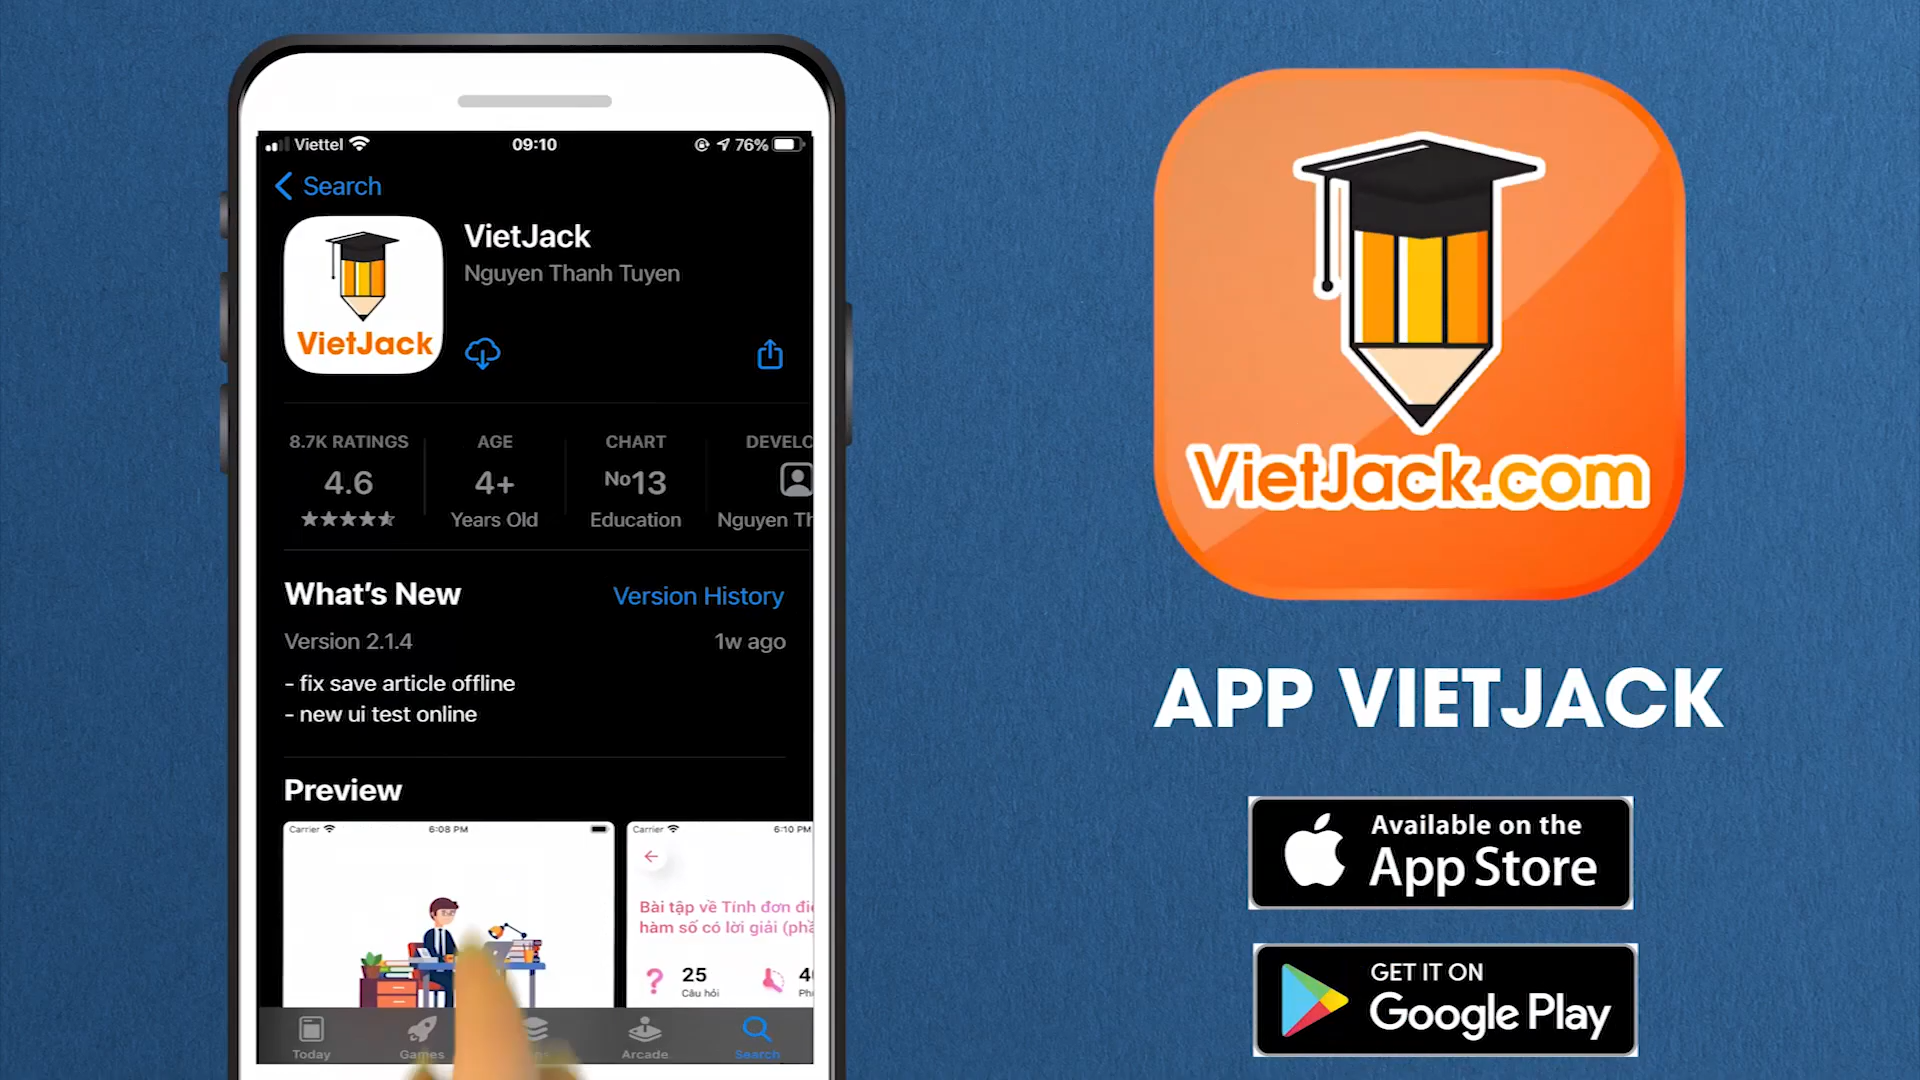 Viettel
09:10
76%
Search
VietJack
Nguyen Thanh Tuyen
VietJack
8.7K RATINGS
4.6
AGE
4+
Years Old
CHART
No13
Education
DEVELC
Nguyen Th
What's New
Version History
Version 2.1.4
1w ago
- fix save article offline
- new ui test online
Preview
Carrier
6:08 PM
Carrier
6:10 PM
Bài tập về Tính đơn đi
hàm số có lời giải (phầ
25
Câu hỏi
Today
Games
Arcade
Search
VietJack.com
APP VIETJACK
Available on the
App Store
GET IT ON
Google Play